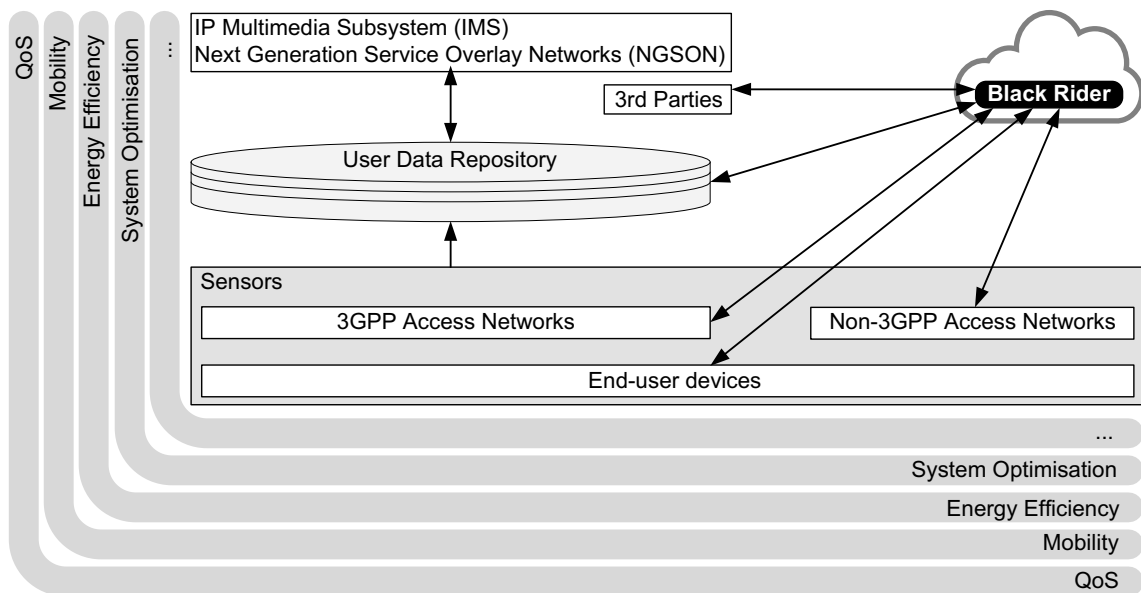 QoS
Mobility
Energy Efficiency
System Optimisation
...
IP Multimedia Subsystem (IMS)
Next Generation Service Overlay Networks (NGSON)
3rd Parties
Black Rider
User Data Repository
Sensors
3GPP Access Networks
Non-3GPP Access Networks
End-user devices
...
System Optimisation
Energy Efficiency
Mobility
QoS